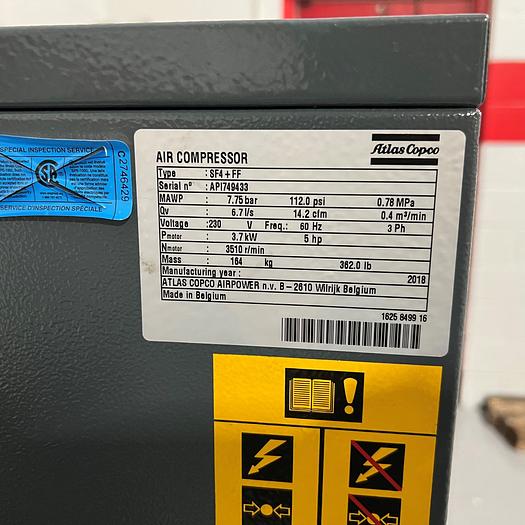 SPECIAL INSPECTION SERVICE
SERVICE D'INSPECTION SPÉCIALE
C2546429
Atlas Copco
AIR COMPRESSOR
Type : SF4+FF
Serial n° : API749433
MAWP : 7.75 bar 112.0 psi 0.78 MPa
Qv : 6.7 l/s 14.2 cfm 0.4 m³/min
Voltage : 230 V Freq.: 60 Hz 3 Ph
Pmotor : 3.7 kW 5 hp
Nmotor : 3510 r/min
Mass : 164 kg 362.0 lb
Manufacturing year : 2018
ATLAS COPCO AIRPOWER n.v. B-2610 Wilrijk Belgium
Made in Belgium
1625 8499 16